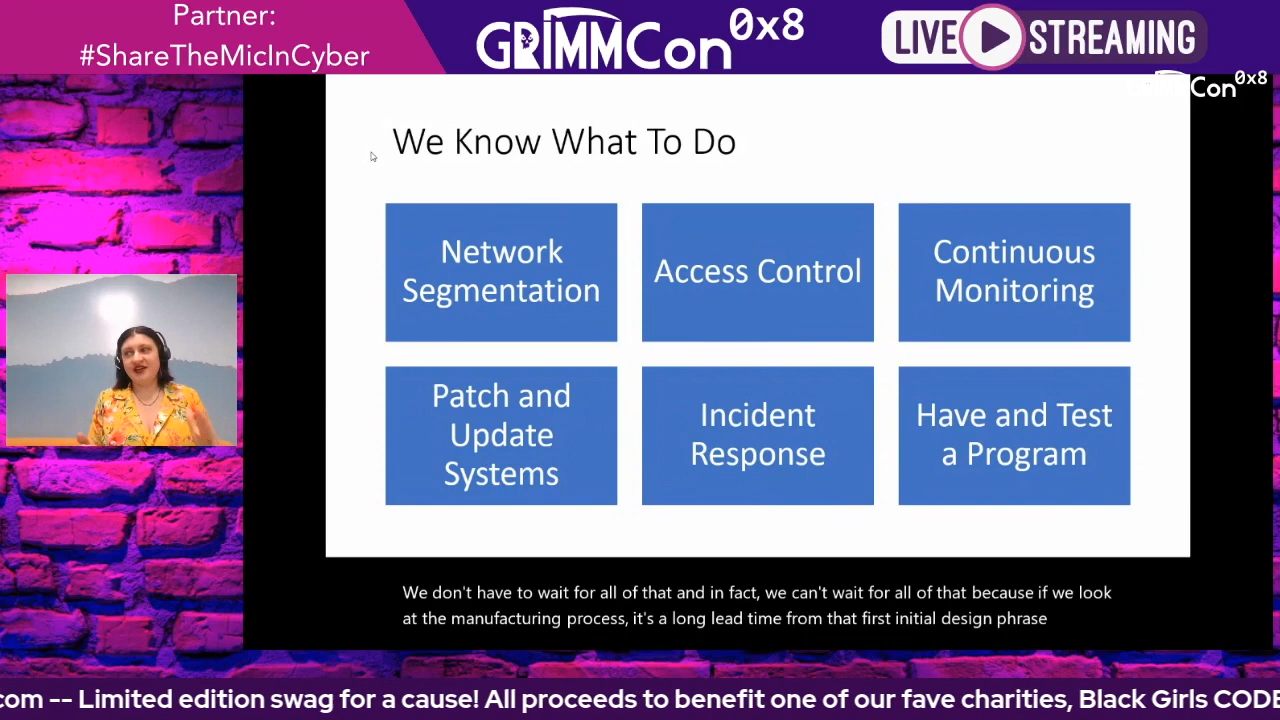 Partner:
#ShareTheMicInCyber
GRIMMCon 0x8
LIVE STREAMING
Con 0x8
We Know What To Do
Network
Segmentation
Access Control
Continuous
Monitoring
Patch and
Update
Systems
Incident
Response
Have and Test
a Program
We don't have to wait for all of that and in fact, we can't wait for all of that because if we look
at the manufacturing process, it's a long lead time from that first initial design phrase
com -- Limited edition swag for a cause! All proceeds to benefit one of our fave charities, Black Girls CODE